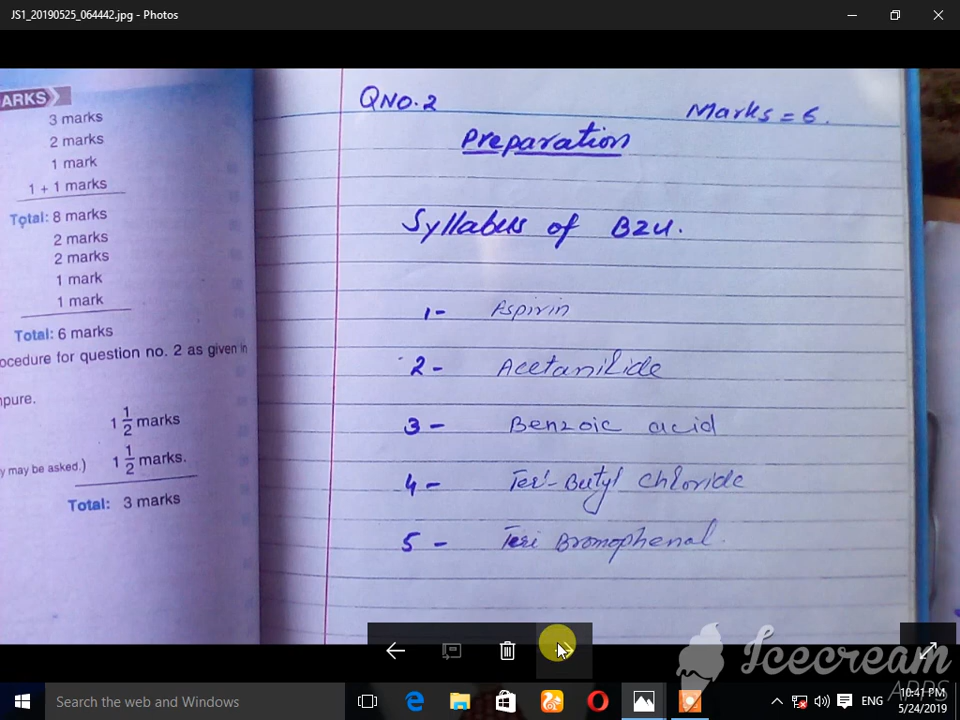 JS1_20190525_064442.jpg - Photos
ARKS
3 marks
2 marks
1 mark
1 + 1 marks
Total: 8 marks
2 marks
2 marks
1 mark
1 mark
Total: 6 marks
ocedure for question no. 2 as given in
mpure.
1 1/2 marks
y may be asked.) 1 1/2 marks.
Total: 3 marks
QNO.2 Marks = 6.
Preparation
Syllabus of BZU.
1- Aspirin
2- Acetanilide
3- Benzoic acid
4- Butyl Chloride
5- Bromophenol
Icecream
APPS
Search the web and Windows
ENG
10:41 PM
5/24/2019